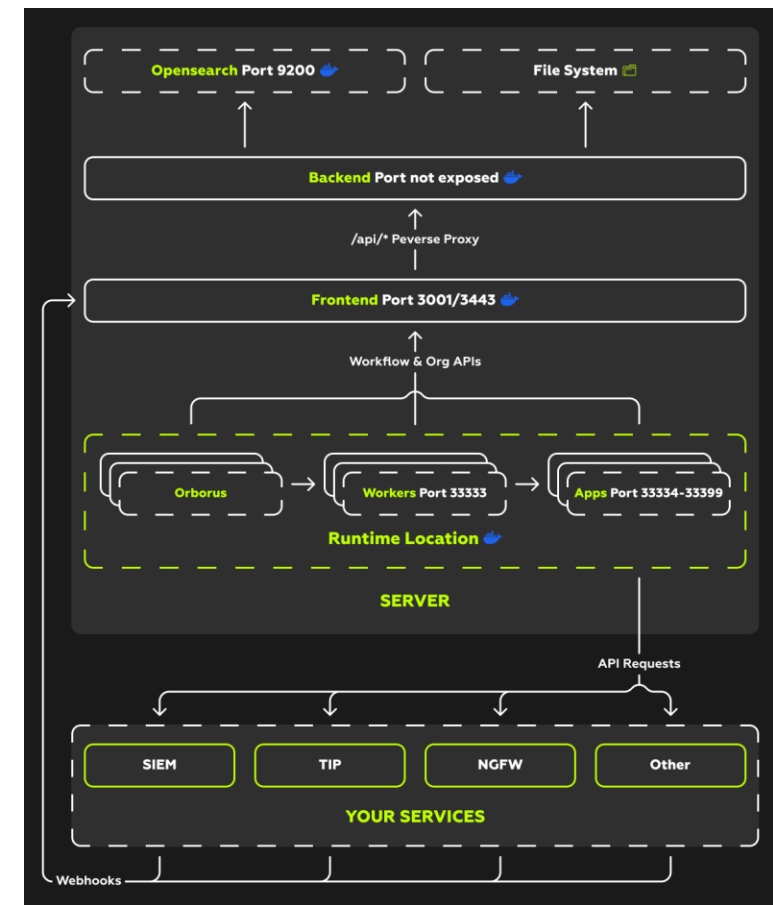 Opensearch Port 9200
File System
Backend Port not exposed
/api/* Peverse Proxy
Frontend Port 3001/3443
Workflow & Org APIs
Orborus
Workers Port 33333
Apps Port 33334-33399
Runtime Location
SERVER
API Requests
SIEM
TIP
NGFW
Other
YOUR SERVICES
Webhooks